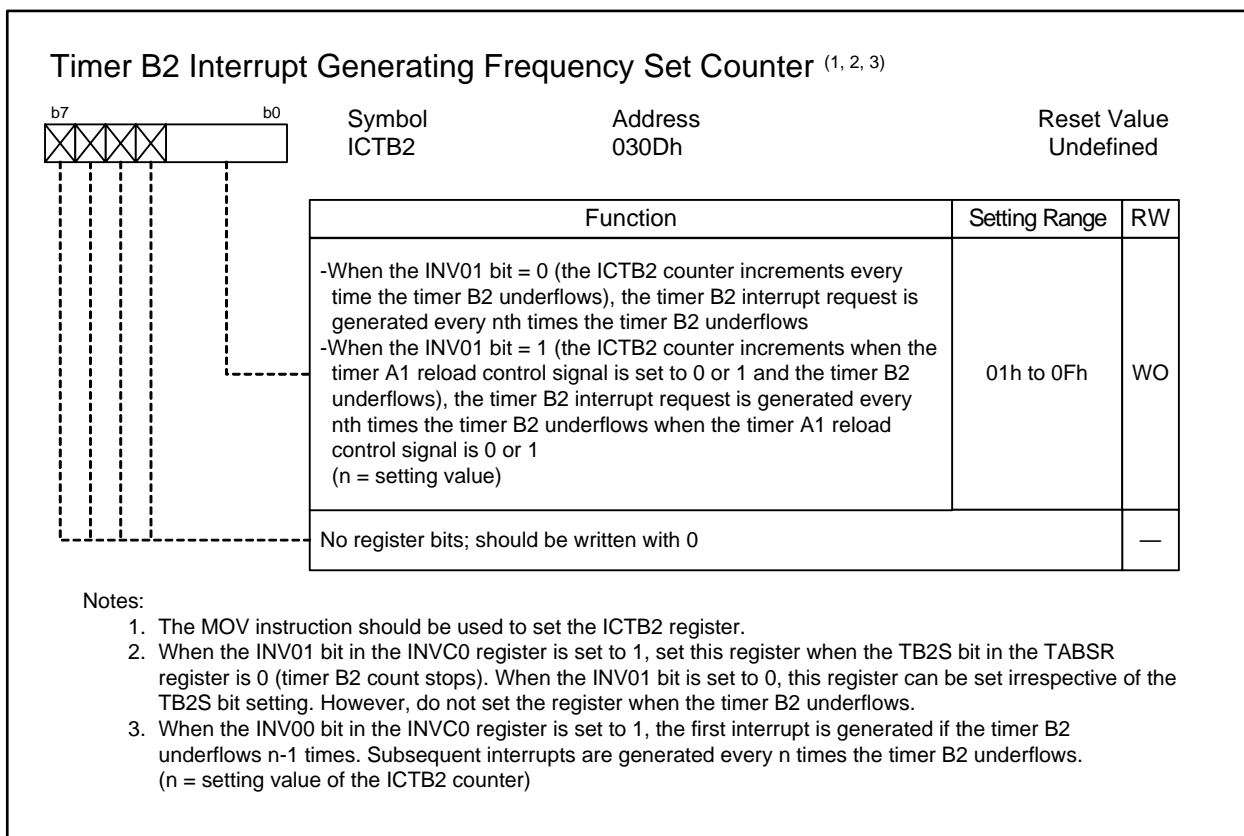 Timer B2 Interrupt Generating Frequency Set Counter (1, 2, 3)
b7 b0
Symbol Address Reset Value
ICTB2 030Dh Undefined
Function Setting Range RW
-When the INV01 bit = 0 (the ICTB2 counter increments every
time the timer B2 underflows), the timer B2 interrupt request is
generated every nth times the timer B2 underflows
-When the INV01 bit = 1 (the ICTB2 counter increments when the
timer A1 reload control signal is set to 0 or 1 and the timer B2
underflows), the timer B2 interrupt request is generated every
nth times the timer B2 underflows when the timer A1 reload
control signal is 0 or 1
(n = setting value)
01h to 0Fh WO
No register bits; should be written with 0 —
Notes:
1. The MOV instruction should be used to set the ICTB2 register.
2. When the INV01 bit in the INVC0 register is set to 1, set this register when the TB2S bit in the TABSR
register is 0 (timer B2 count stops). When the INV01 bit is set to 0, this register can be set irrespective of the
TB2S bit setting. However, do not set the register when the timer B2 underflows.
3. When the INV00 bit in the INVC0 register is set to 1, the first interrupt is generated if the timer B2
underflows n-1 times. Subsequent interrupts are generated every n times the timer B2 underflows.
(n = setting value of the ICTB2 counter)